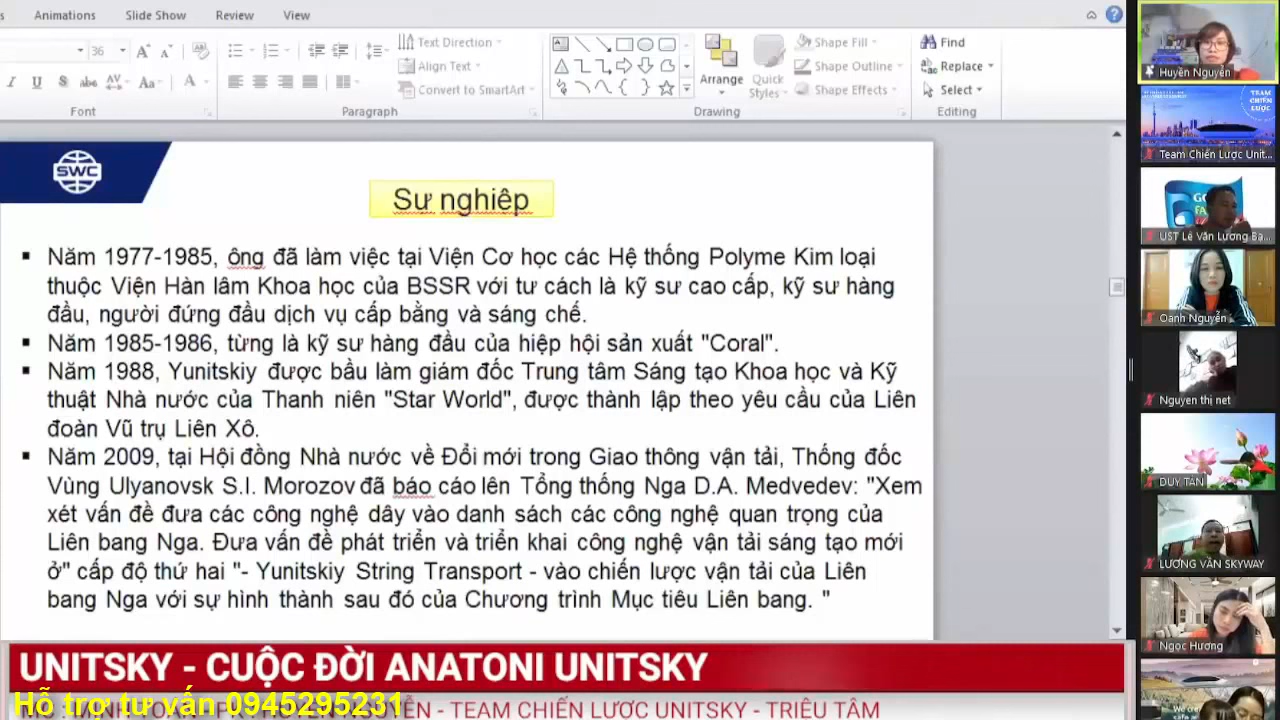 Animations Slide Show Review View
36
Text Direction
Align Text
Convert to SmartArt
Arrange
Quick Styles
Shape Fill
Shape Outline
Shape Effects
Find
Replace
Select
Font Paragraph Drawing Editing
SWC
Sự nghiệp
Năm 1977-1985, ông đã làm việc tại Viện Cơ học các Hệ thống Polyme Kim loại
thuộc Viện Hàn lâm Khoa học của BSSR với tư cách là kỹ sư cao cấp, kỹ sư hàng
đầu, người đứng đầu dịch vụ cấp bằng và sáng chế.
Năm 1985-1986, từng là kỹ sư hàng đầu của hiệp hội sản xuất "Coral".
Năm 1988, Yunitskiy được bầu làm giám đốc Trung tâm Sáng tạo Khoa học và Kỹ
thuật Nhà nước của Thanh niên "Star World", được thành lập theo yêu cầu của Liên
đoàn Vũ trụ Liên Xô.
Năm 2009, tại Hội đồng Nhà nước về Đổi mới trong Giao thông vận tải, Thống đốc
Vùng Ulyanovsk S.I. Morozov đã báo cáo lên Tổng thống Nga D.A. Medvedev: "Xem
xét vấn đề đưa các công nghệ dây vào danh sách các công nghệ quan trọng của
Liên bang Nga. Đưa vấn đề phát triển và triển khai công nghệ vận tải sáng tạo mới
ở" cấp độ thứ hai "- Yunitskiy String Transport - vào chiến lược vận tải của Liên
bang Nga với sự hình thành sau đó của Chương trình Mục tiêu Liên bang. "
UNITSKY - CUỘC ĐỜI ANATONI UNITSKY
Hỗ trợ tư vấn 0945295231
- TEAM CHIẾN LƯỢC UNITSKY - TRIỆU TÂM
Huyền Nguyễn
TEAM
CHIẾN
LƯỢC
Team Chiến Lược Unit...
UST Lê Văn Lương Ba...
Oanh Nguyễn
Nguyen thị net
DUY TAN
LƯƠNG VĂN SKYWAY
Ngọc Hương